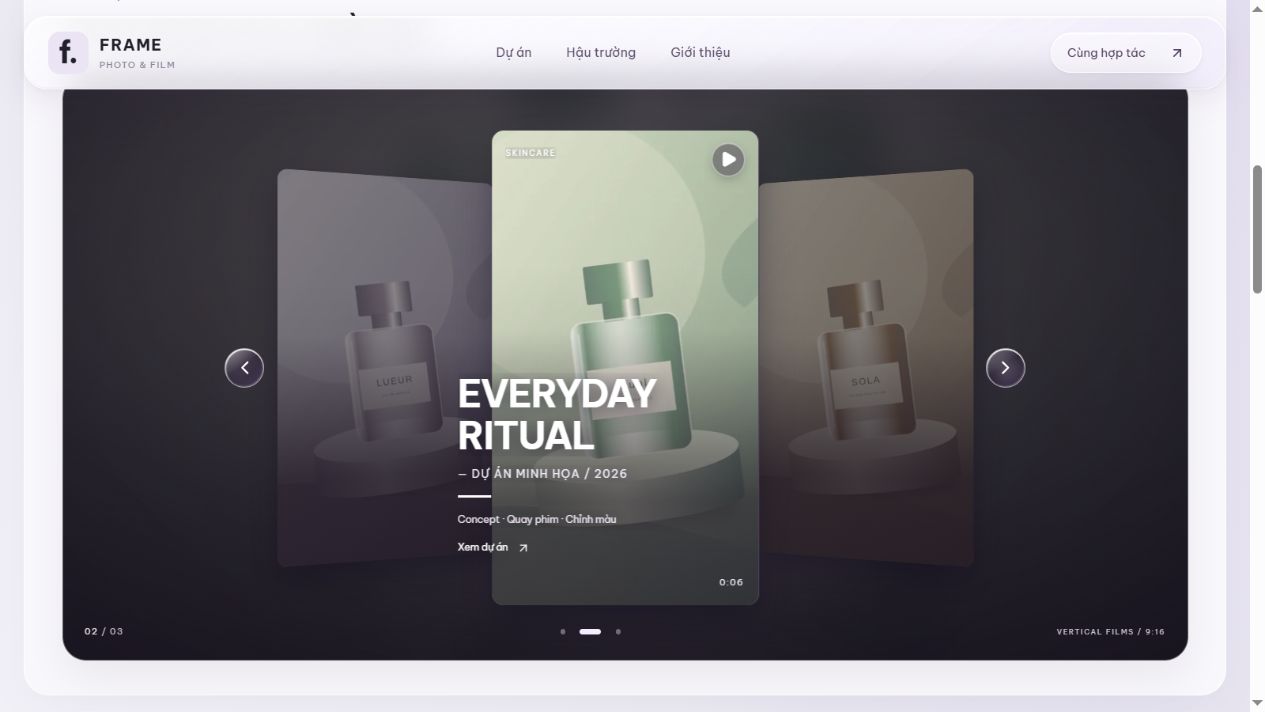 f.
FRAME
PHOTO & FILM
Dự án
Hậu trường
Giới thiệu
Cùng hợp tác
SKINCARE
LUEUR
SOLA
EVERYDAY
RITUAL
— DỰ ÁN MINH HỌA / 2026
Concept · Quay phim · Chỉnh màu
Xem dự án
0:06
02 / 03
VERTICAL FILMS / 9:16